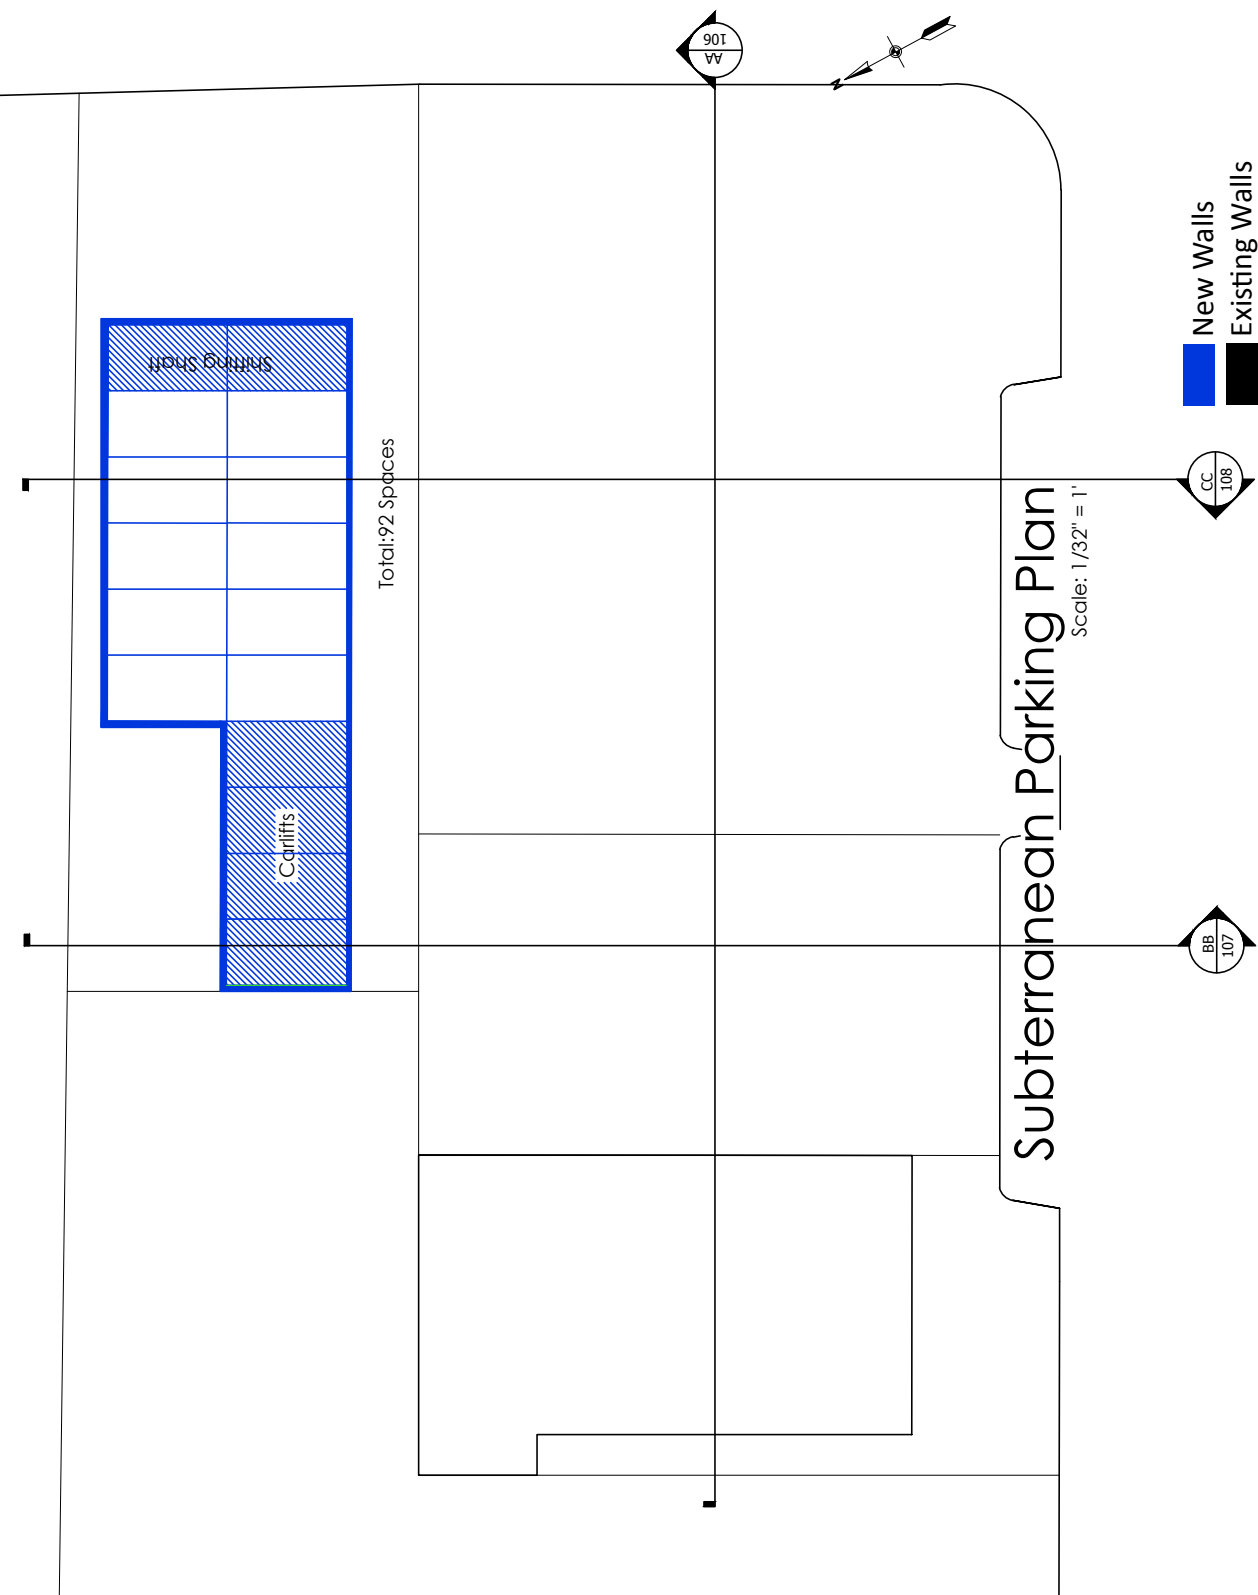 Subterranean Parking Plan
Scale: 1/32" = 1'
New Walls
Existing Walls
Total:92 Spaces
Shifting Shaft
Carlifts
AA
106
BB
107
CC
108
N